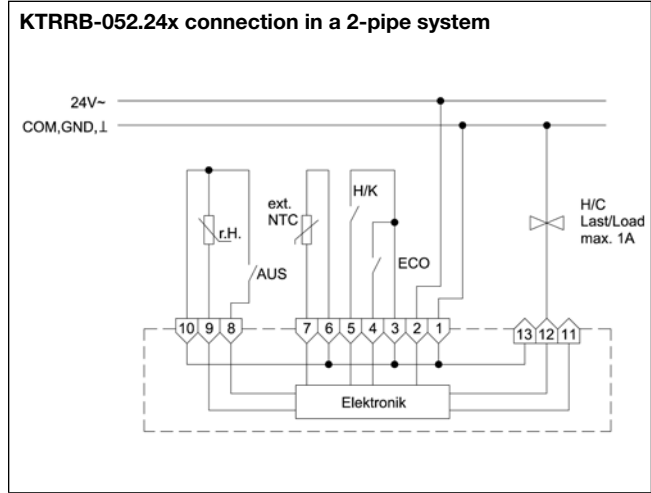 KTRRB-052.24x connection in a 2-pipe system
24V~
COM,GND,⊥
H/K
ext.
NTC
r.H.
H/C
Last/Load
max. 1A
AUS
ECO
10 9 8 7 6 5 4 3 2 1 13 12 11
Elektronik